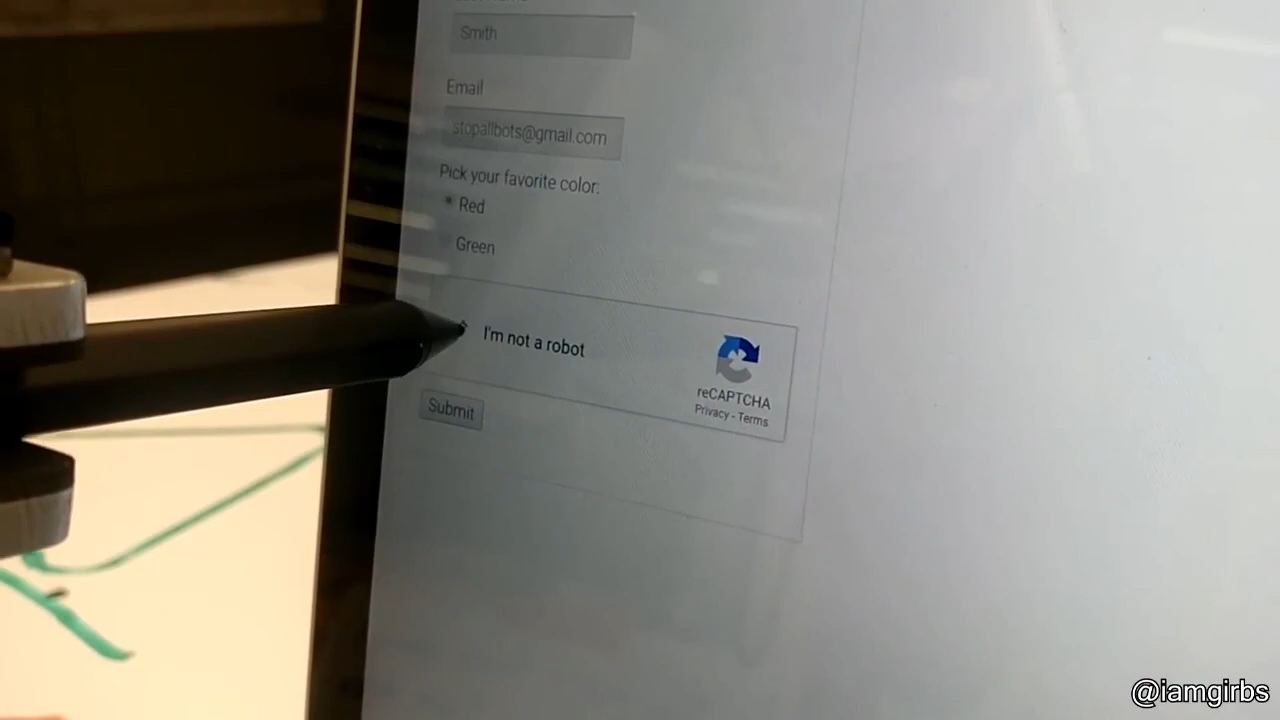 Smith
Email
stopallbots@gmail.com
Pick your favorite color:
Red
Green
I'm not a robot
reCAPTCHA
Privacy - Terms
Submit
@iamgirbs